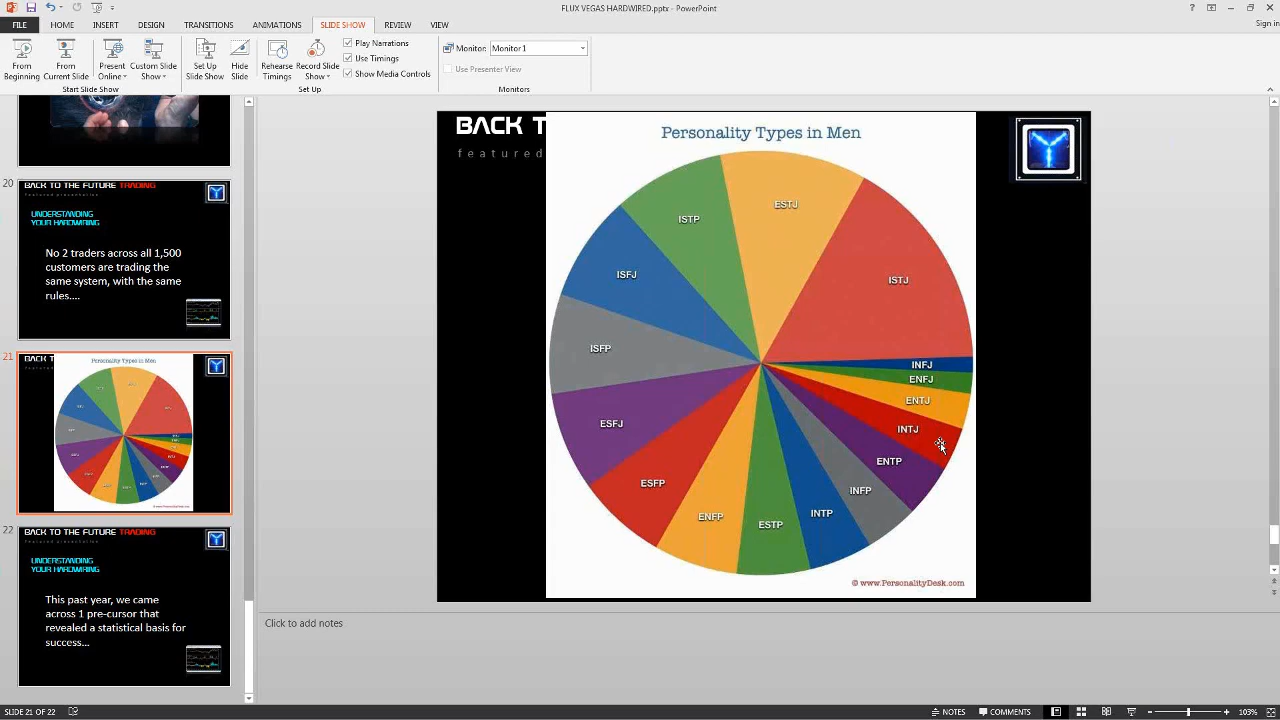 FLUX VEGAS HARDWIRED.pptx - PowerPoint
Sign in
FILE HOME INSERT DESIGN TRANSITIONS ANIMATIONS SLIDE SHOW REVIEW VIEW
From Beginning
From Current Slide
Present Online
Custom Slide Show
Set Up Slide Show
Hide Slide
Rehearse Timings
Record Slide Show
Play Narrations
Use Timings
Show Media Controls
Monitor: Monitor 1
Use Presenter View
Start Slide Show
Set Up
Monitors
20
BACK TO THE FUTURE TRADING
Featured presentation
UNDERSTANDING
YOUR HARDWIRING
No 2 traders across all 1,500
customers are trading the
same system, with the same
rules....
21
BACK T
Personality Types in Men
22
BACK TO THE FUTURE TRADING
Featured presentation
UNDERSTANDING
YOUR HARDWIRING
This past year, we came
across 1 pre-cursor that
revealed a statistical basis for
success...
BACK T
featured
Personality Types in Men
ESTJ
ISTP
ISTJ
ISFJ
ISFP
INFJ
ENFJ
ENTJ
INTJ
ESFJ
ENTP
ESFP
INFP
INTP
ENFP
ESTP
© www.PersonalityDesk.com
Click to add notes
SLIDE 21 OF 22
NOTES
COMMENTS
103%